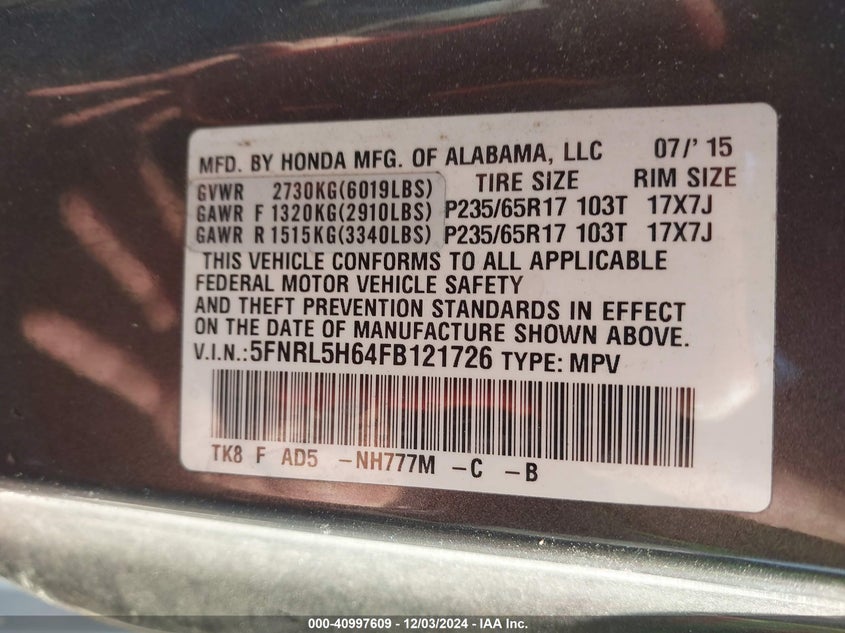 MFD. BY HONDA MFG. OF ALABAMA, LLC 07/' 15
GVWR 2730KG(6019LBS) TIRE SIZE RIM SIZE
GAWR F 1320KG(2910LBS) P235/65R17 103T 17X7J
GAWR R 1515KG(3340LBS) P235/65R17 103T 17X7J
THIS VEHICLE CONFORMS TO ALL APPLICABLE
FEDERAL MOTOR VEHICLE SAFETY
AND THEFT PREVENTION STANDARDS IN EFFECT
ON THE DATE OF MANUFACTURE SHOWN ABOVE.
V.I.N.:5FNRL5H64FB121726 TYPE: MPV
TK8 F AD5 -NH777M -C -B
000-40997609 - 12/03/2024 - IAA Inc.